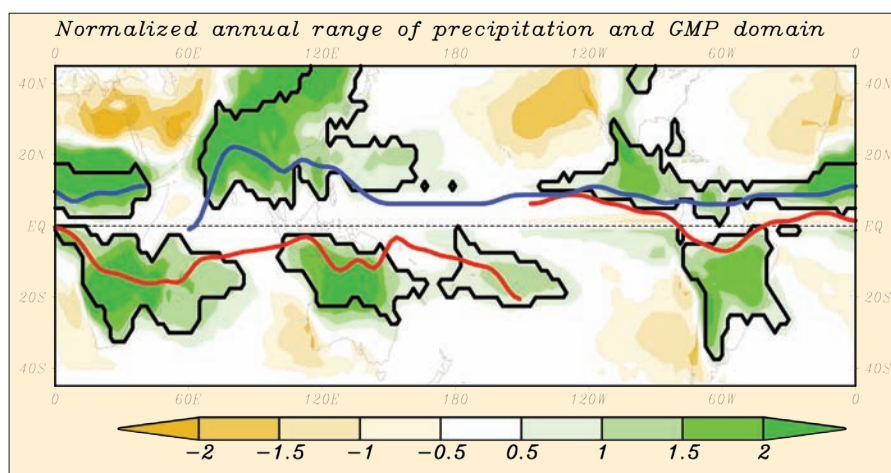 Normalized annual range of precipitation and GMP domain
0 60E 120E 180 120W 60W 0
40N 40N
20N 20N
EQ EQ
20S 20S
40S 40S
0 60E 120E 180 120W 60W 0
-2 -1.5 -1 -0.5 0.5 1 1.5 2